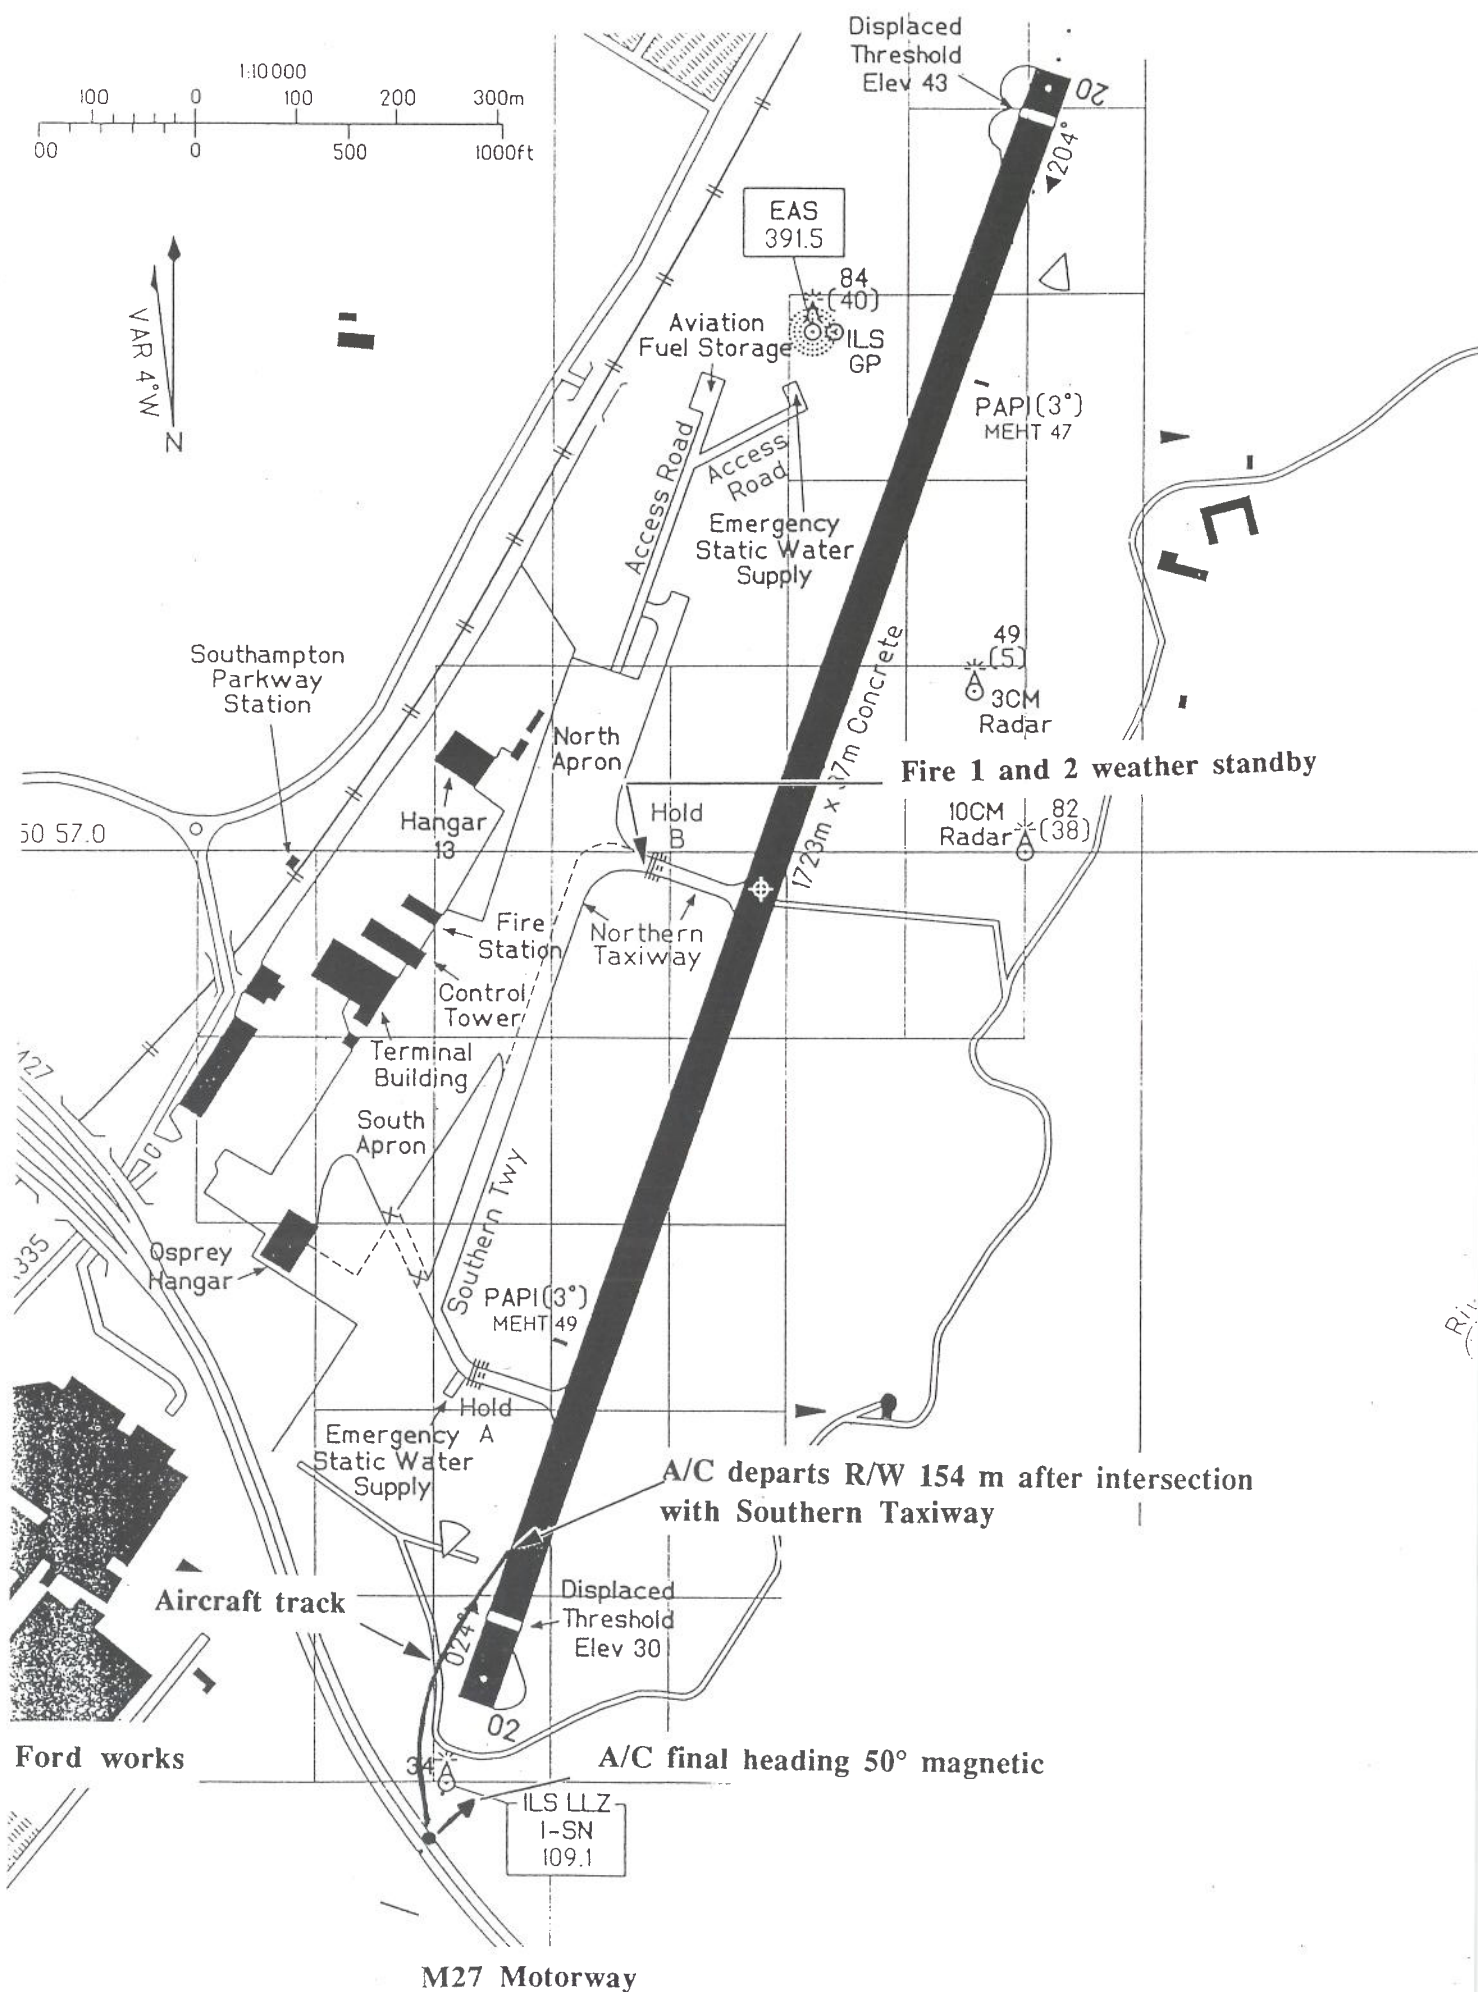 Displaced
Threshold
Elev 43
20
204°
1:10000
100 0 100 200 300m
00 0 500 1000ft
VAR 4°W
N
EAS
391.5
84
(40)
ILS
GP
Aviation
Fuel Storage
PAPI(3°)
MEHT 47
Access Road
Access
Road
Emergency
Static Water
Supply
Southampton
Parkway
Station
49
(5)
3CM
Radar
North
Apron
1723m x 37m Concrete
Fire 1 and 2 weather standby
Hangar
Hold
B
10CM
Radar
82
(38)
50 57.0
13
Fire
Station
Northern
Taxiway
Control
Tower
Terminal
Building
South
Apron
Southern Twy
Osprey
Hangar
PAPI(3°)
MEHT 49
Hold
A
Emergency
Static Water
Supply
A/C departs R/W 154 m after intersection
with Southern Taxiway
Aircraft track
024°
Displaced
Threshold
Elev 30
02
Ford works
34
A/C final heading 50° magnetic
ILS LLZ
I-SN
109.1
M27 Motorway